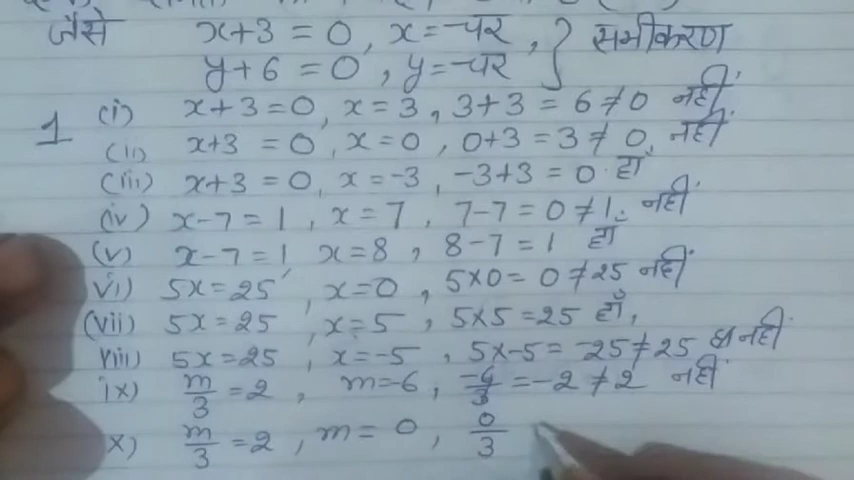 जैसे x+3=0, x=चर, } समीकरण
y+6=0, y=चर
1 (i) x+3=0, x=3, 3+3=6≠0 नहीं
(ii) x+3=0, x=0, 0+3=3≠0, नहीं
(iii) x+3=0, x=-3, -3+3=0. हाँ
(iv) x-7=1, x=7, 7-7=0≠1. नहीं
(v) x-7=1, x=8, 8-7=1 हाँ
vi) 5x=25, x=0, 5×0=0≠25 नहीं
(vii) 5x=25, x=5, 5×5=25 हाँ,
viii) 5x=25, x=-5, 5×-5=-25≠25 नहीं
ix) m/3=2, m=-6, -6/3=-2≠2 नहीं
x) m/3=2, m=0, 0/3